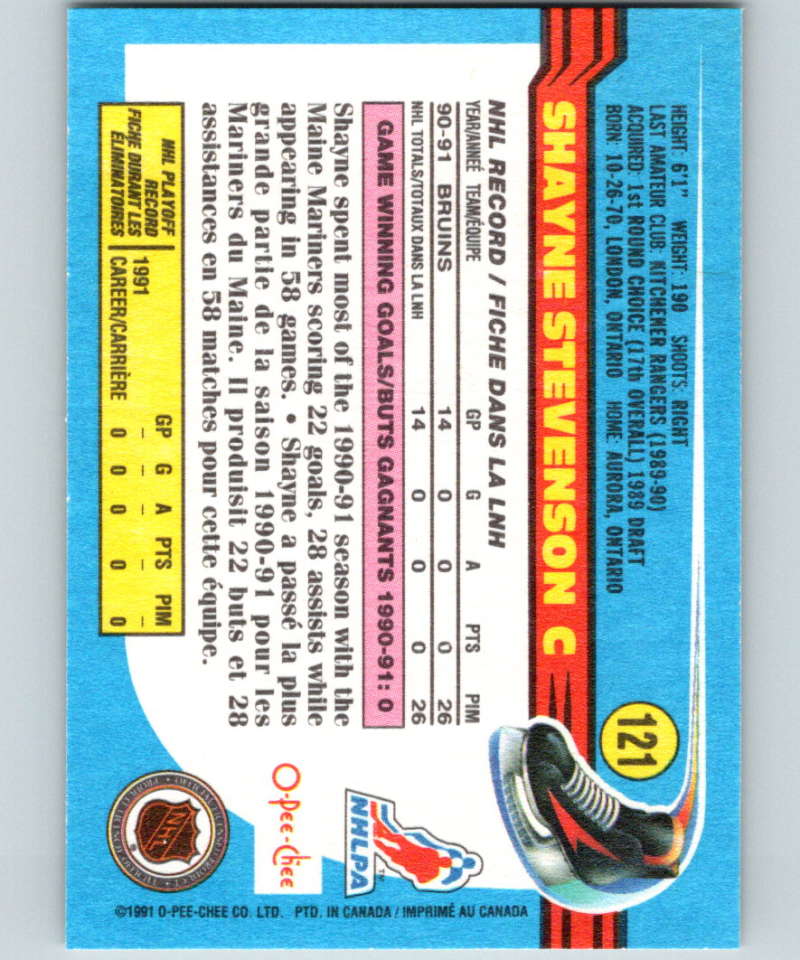 121
HEIGHT: 6'1" WEIGHT: 190 SHOOTS: RIGHT
LAST AMATEUR CLUB: KITCHENER RANGERS (1989-90)
ACQUIRED: 1st ROUND CHOICE (17th OVERALL) 1989 DRAFT
BORN: 10-26-70, LONDON, ONTARIO HOME: AURORA, ONTARIO
SHAYNE STEVENSON C
NHL RECORD / FICHE DANS LA LNH
YEAR/ANNEÉ TEAM/ÉQUIPE GP G A PTS PIM
90-91 BRUINS 14 0 0 0 26
NHL TOTALS/TOTAUX DANS LA LNH 14 0 0 0 26
GAME WINNING GOALS/BUTS GAGNANTS 1990-91: 0
Shayne spent most of the 1990-91 season with the
Maine Mariners scoring 22 goals, 28 assists while
appearing in 58 games. • Shayne a passé la plus
grande partie de la saison 1990-91 pour les
Mariners du Maine. Il produisit 22 buts et 28
assistances en 58 matches pour cette équipe.
NHL PLAYOFF
RECORD
FICHE DURANT LES
ÉLIMINATOIRES
GP G A PTS PIM
1991 – – – – –
CAREER/CARRIÈRE 0 0 0 0 0
NHLPA
TM
O-Pee-Chee
NHL
®
©1991 O-PEE-CHEE CO. LTD. PTD. IN CANADA / IMPRIMÉ AU CANADA